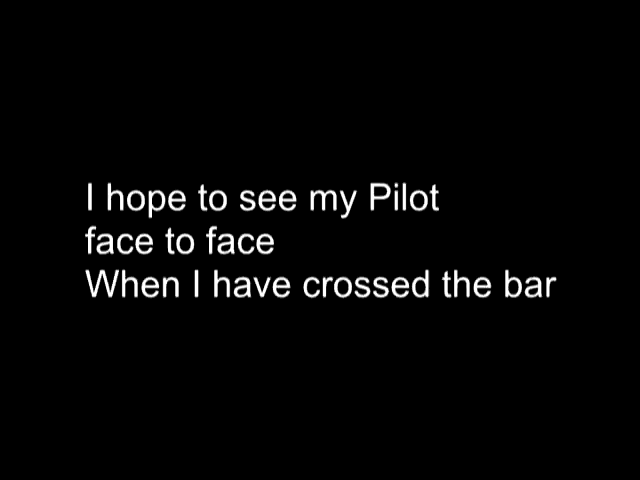 I hope to see my Pilot
face to face
When I have crossed the bar